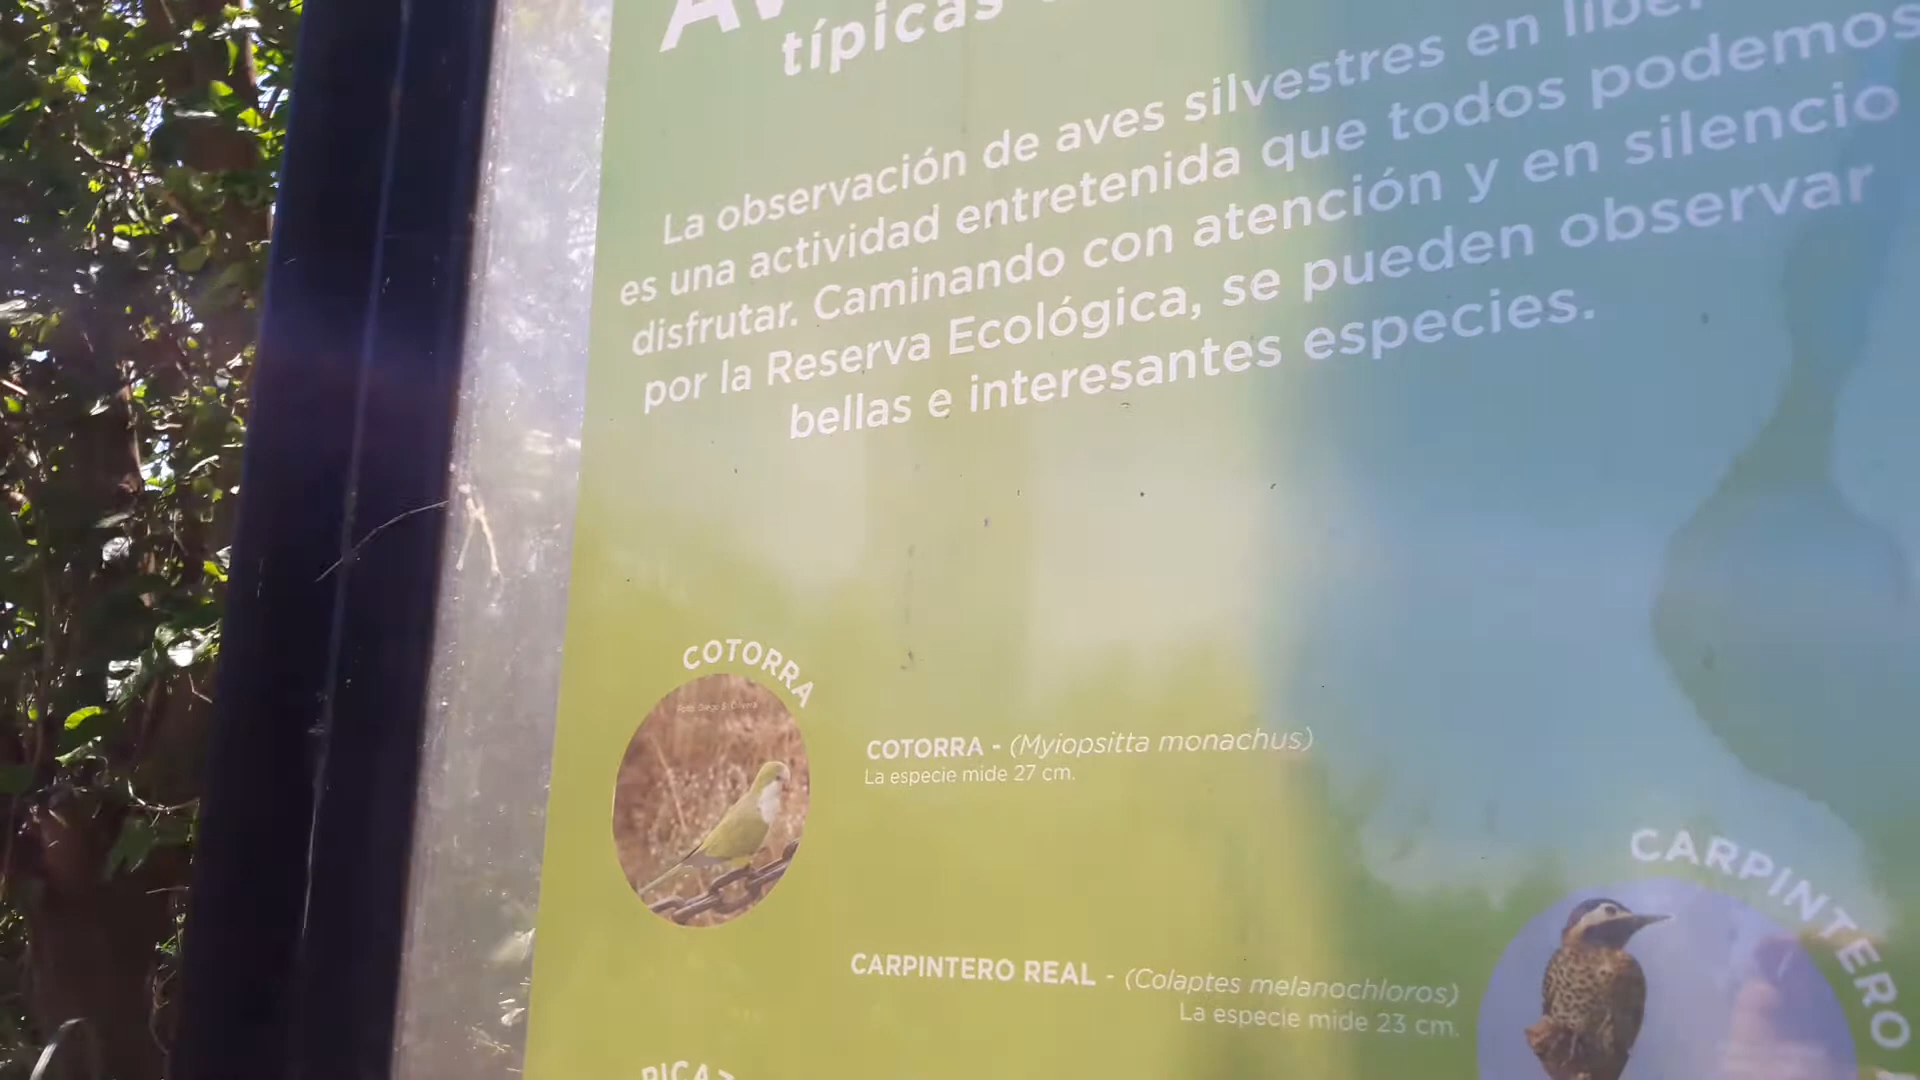 típicas
La observación de aves silvestres en
es una actividad entretenida que todos podemos
disfrutar. Caminando con atención y en silencio
por la Reserva Ecológica, se pueden observar
bellas e interesantes especies.
COTORRA
COTORRA - (Myiopsitta monachus)
La especie mide 27 cm.
CARPINTERO
CARPINTERO REAL - (Colaptes melanochloros)
La especie mide 23 cm.